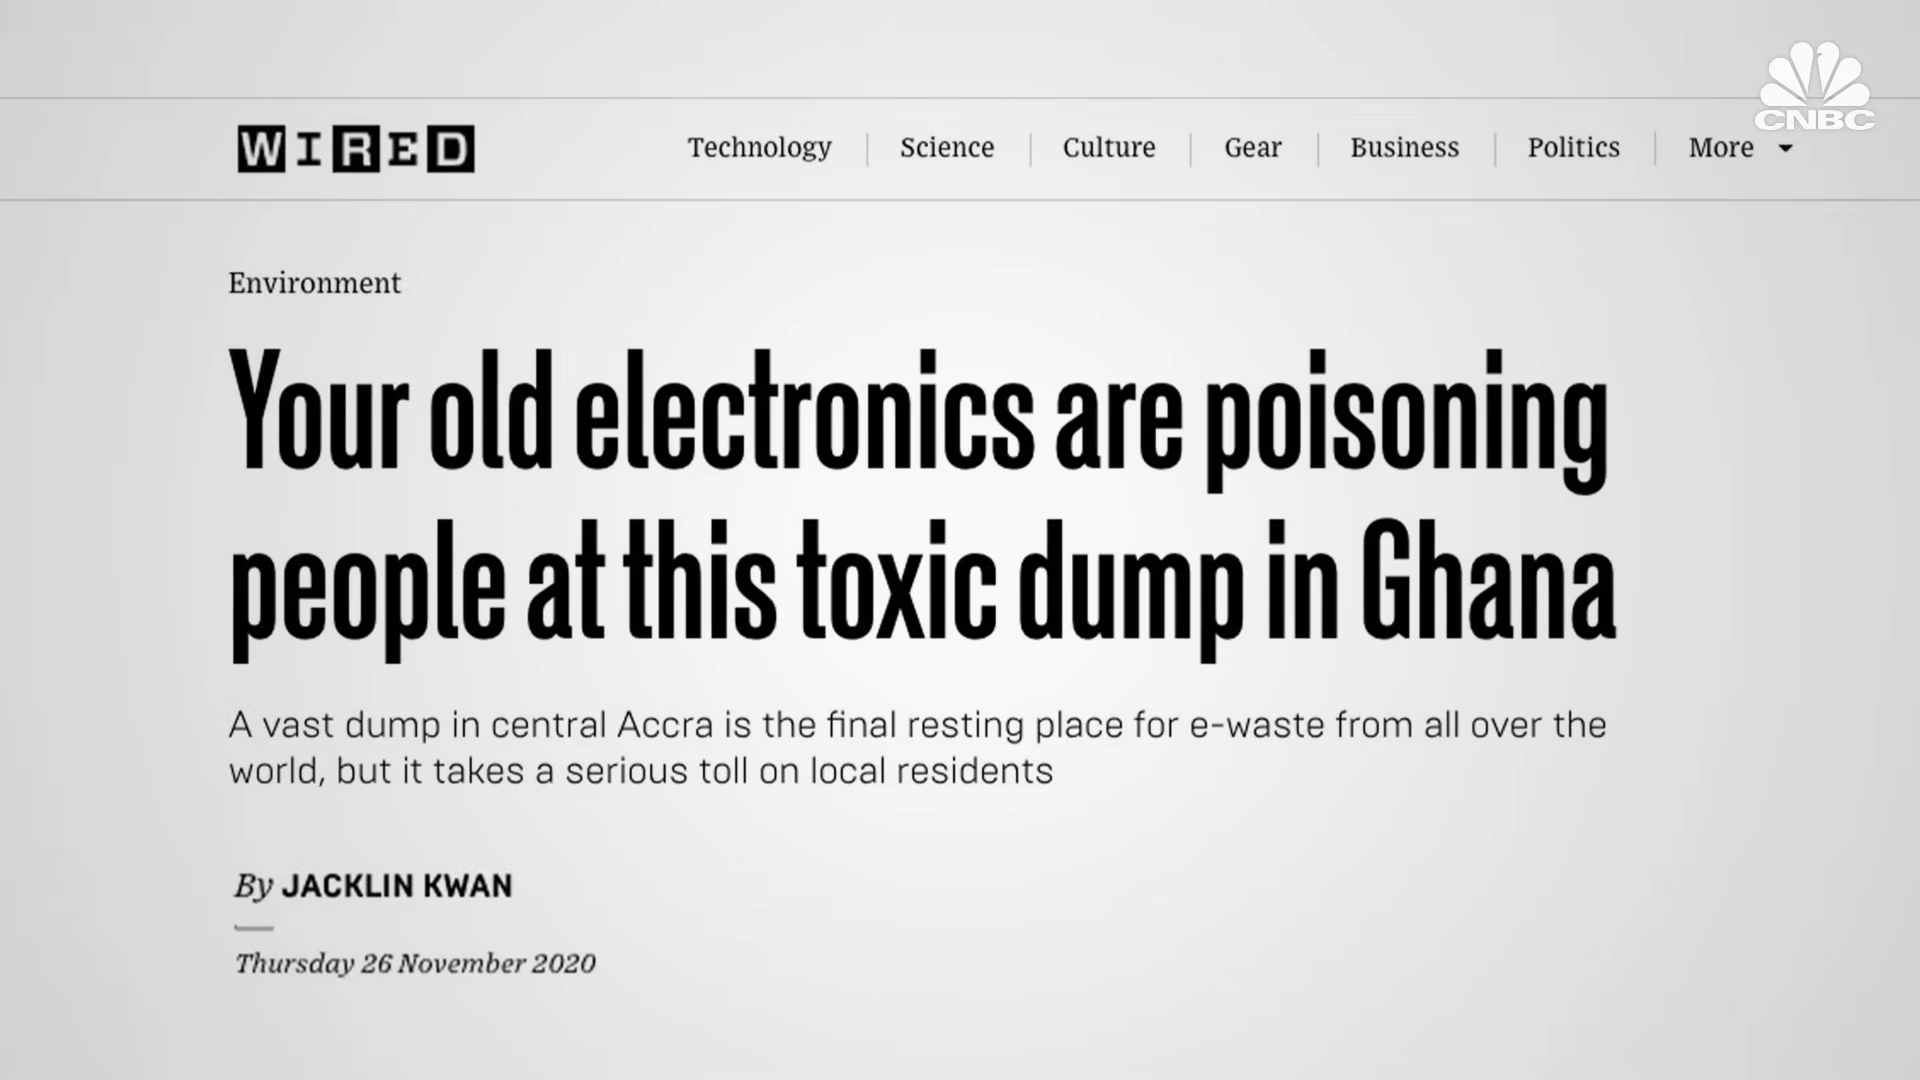 CNBC
WIRED
Technology
Science
Culture
Gear
Business
Politics
More
Environment
Your old electronics are poisoning
people at this toxic dump in Ghana
A vast dump in central Accra is the final resting place for e-waste from all over the
world, but it takes a serious toll on local residents
By JACKLIN KWAN
Thursday 26 November 2020